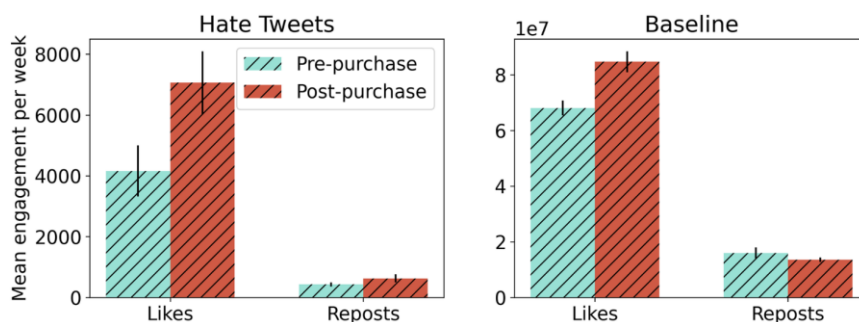 Hate Tweets
Mean engagement per week
8000
6000
4000
2000
0
Pre-purchase
Post-purchase
Likes
Reposts
Baseline
1e7
8
6
4
2
0
Likes
Reposts